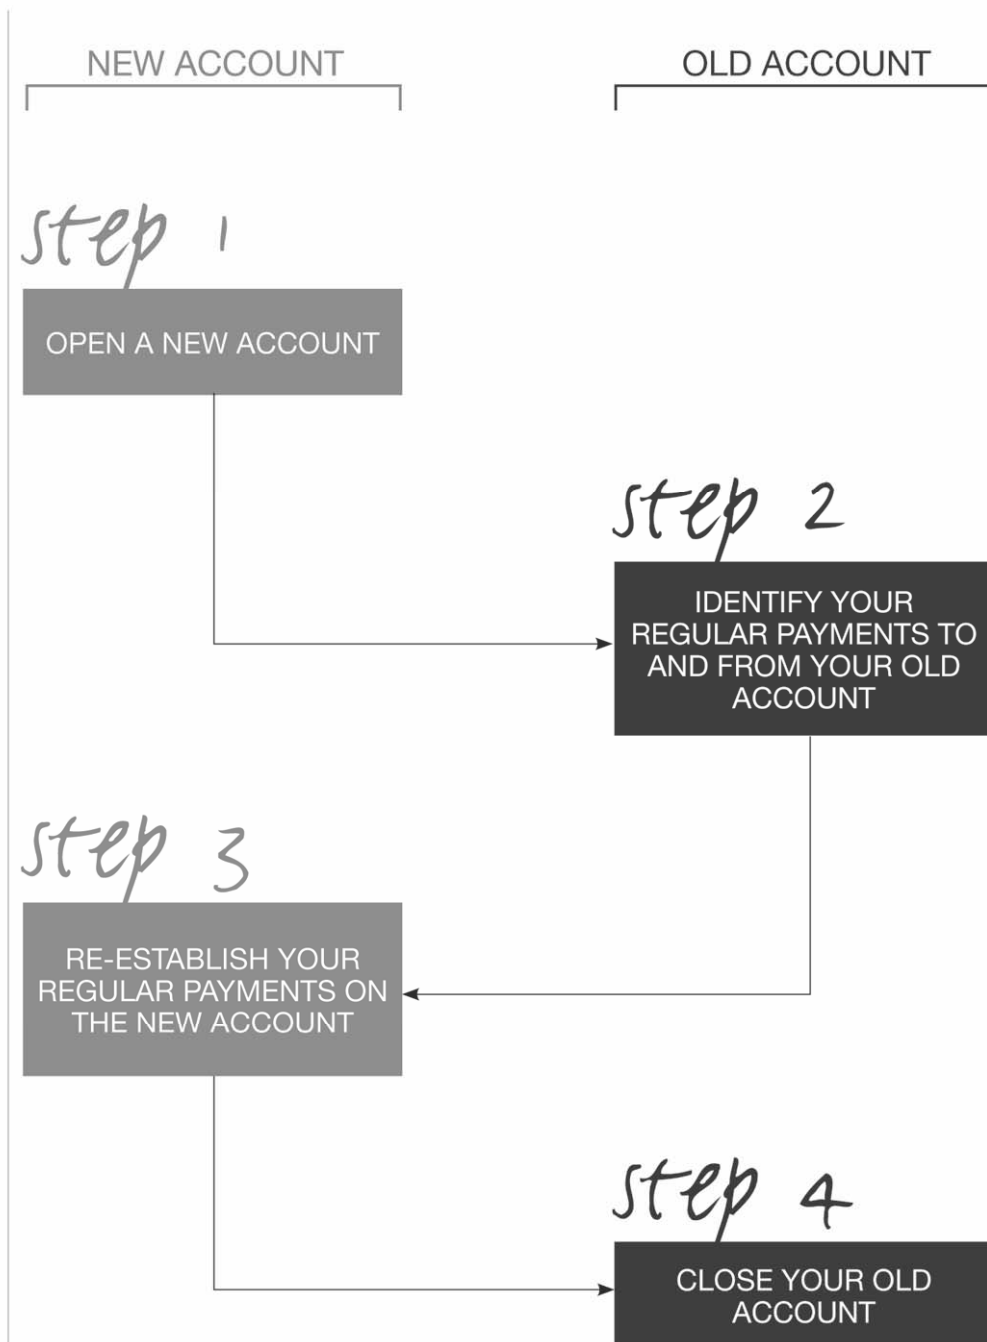 NEW ACCOUNT
OLD ACCOUNT
step 1
OPEN A NEW ACCOUNT
step 2
IDENTIFY YOUR
REGULAR PAYMENTS TO
AND FROM YOUR OLD
ACCOUNT
step 3
RE-ESTABLISH YOUR
REGULAR PAYMENTS ON
THE NEW ACCOUNT
step 4
CLOSE YOUR OLD
ACCOUNT